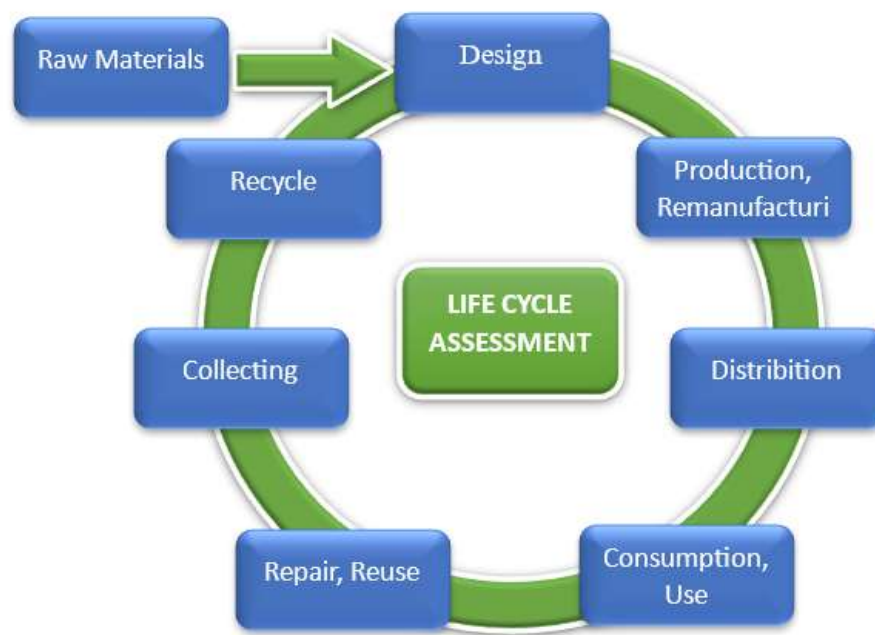 Raw Materials
Design
Production,
Remanufacturi
Distribition
Consumption,
Use
Repair, Reuse
Collecting
Recycle
LIFE CYCLE
ASSESSMENT